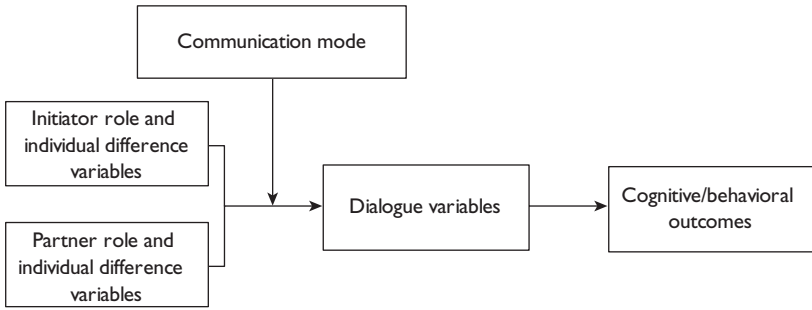 Communication mode
Initiator role and
individual difference
variables
Dialogue variables
Cognitive/behavioral
outcomes
Partner role and
individual difference
variables